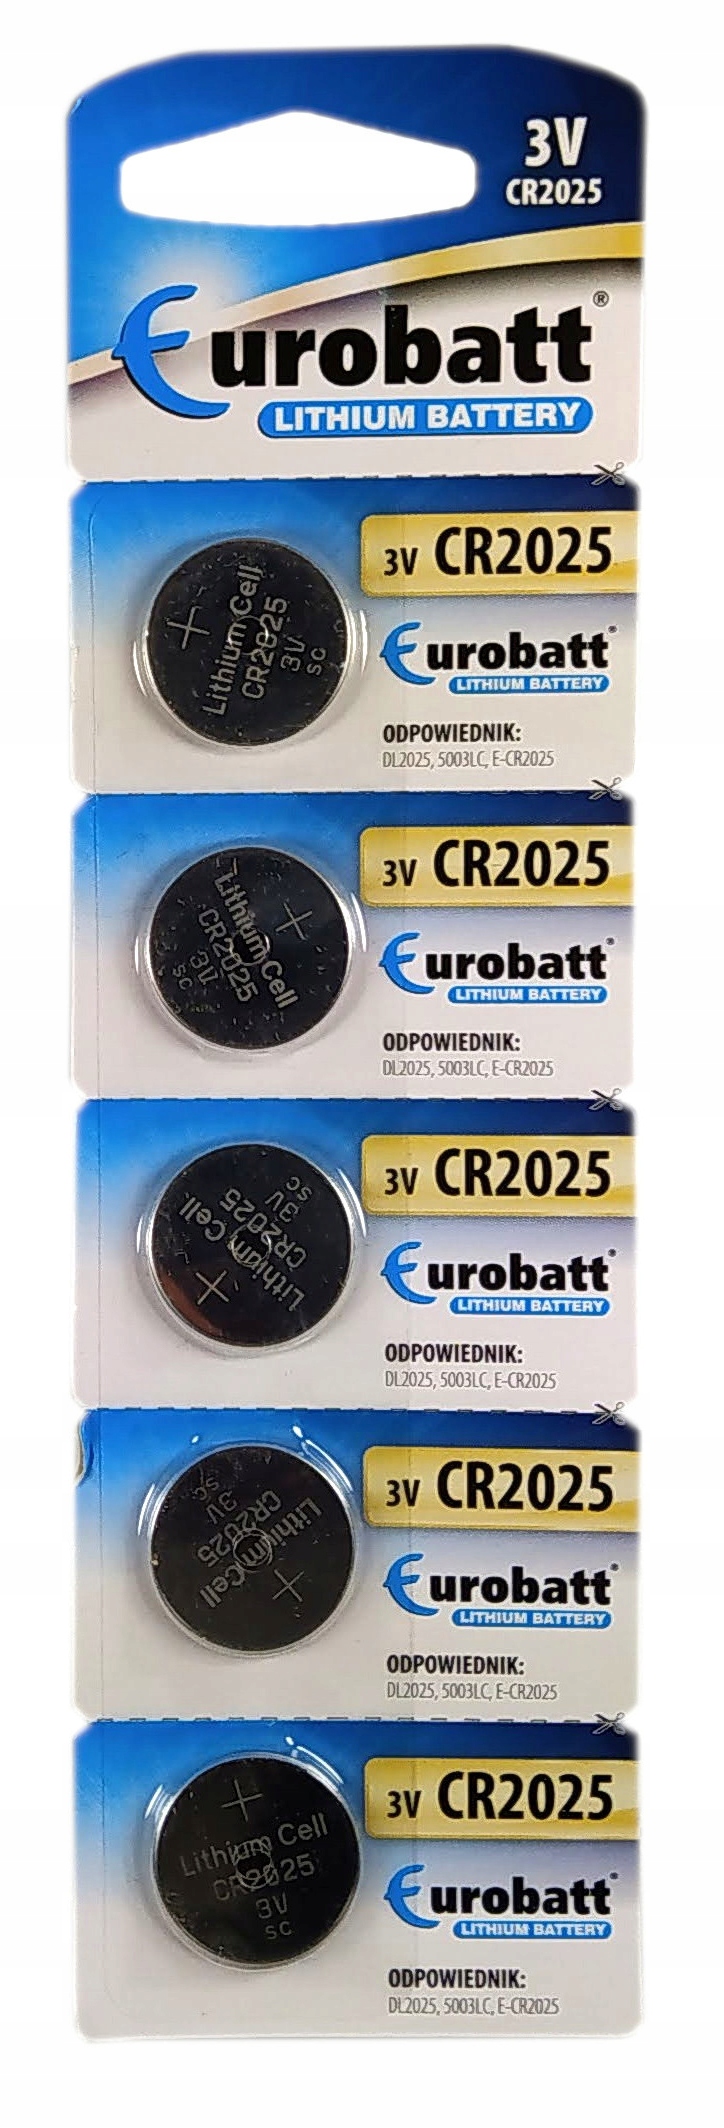 3V
CR2025
Eurobatt®
LITHIUM BATTERY
3V CR2025
Lithium Cell
CR2025
3V
SC
Eurobatt
LITHIUM BATTERY
ODPOWIEDNIK:
DL2025, 5003LC, E-CR2025
3V CR2025
Lithium Cell
CR2025
3V
SC
Eurobatt
LITHIUM BATTERY
ODPOWIEDNIK:
DL2025, 5003LC, E-CR2025
3V CR2025
Lithium Cell
CR2025
3V
SC
Eurobatt
LITHIUM BATTERY
ODPOWIEDNIK:
DL2025, 5003LC, E-CR2025
3V CR2025
Lithium Cell
CR2025
3V
SC
Eurobatt
LITHIUM BATTERY
ODPOWIEDNIK:
DL2025, 5003LC, E-CR2025
3V CR2025
Lithium Cell
CR2025
3V
SC
Eurobatt
LITHIUM BATTERY
ODPOWIEDNIK:
DL2025, 5003LC, E-CR2025